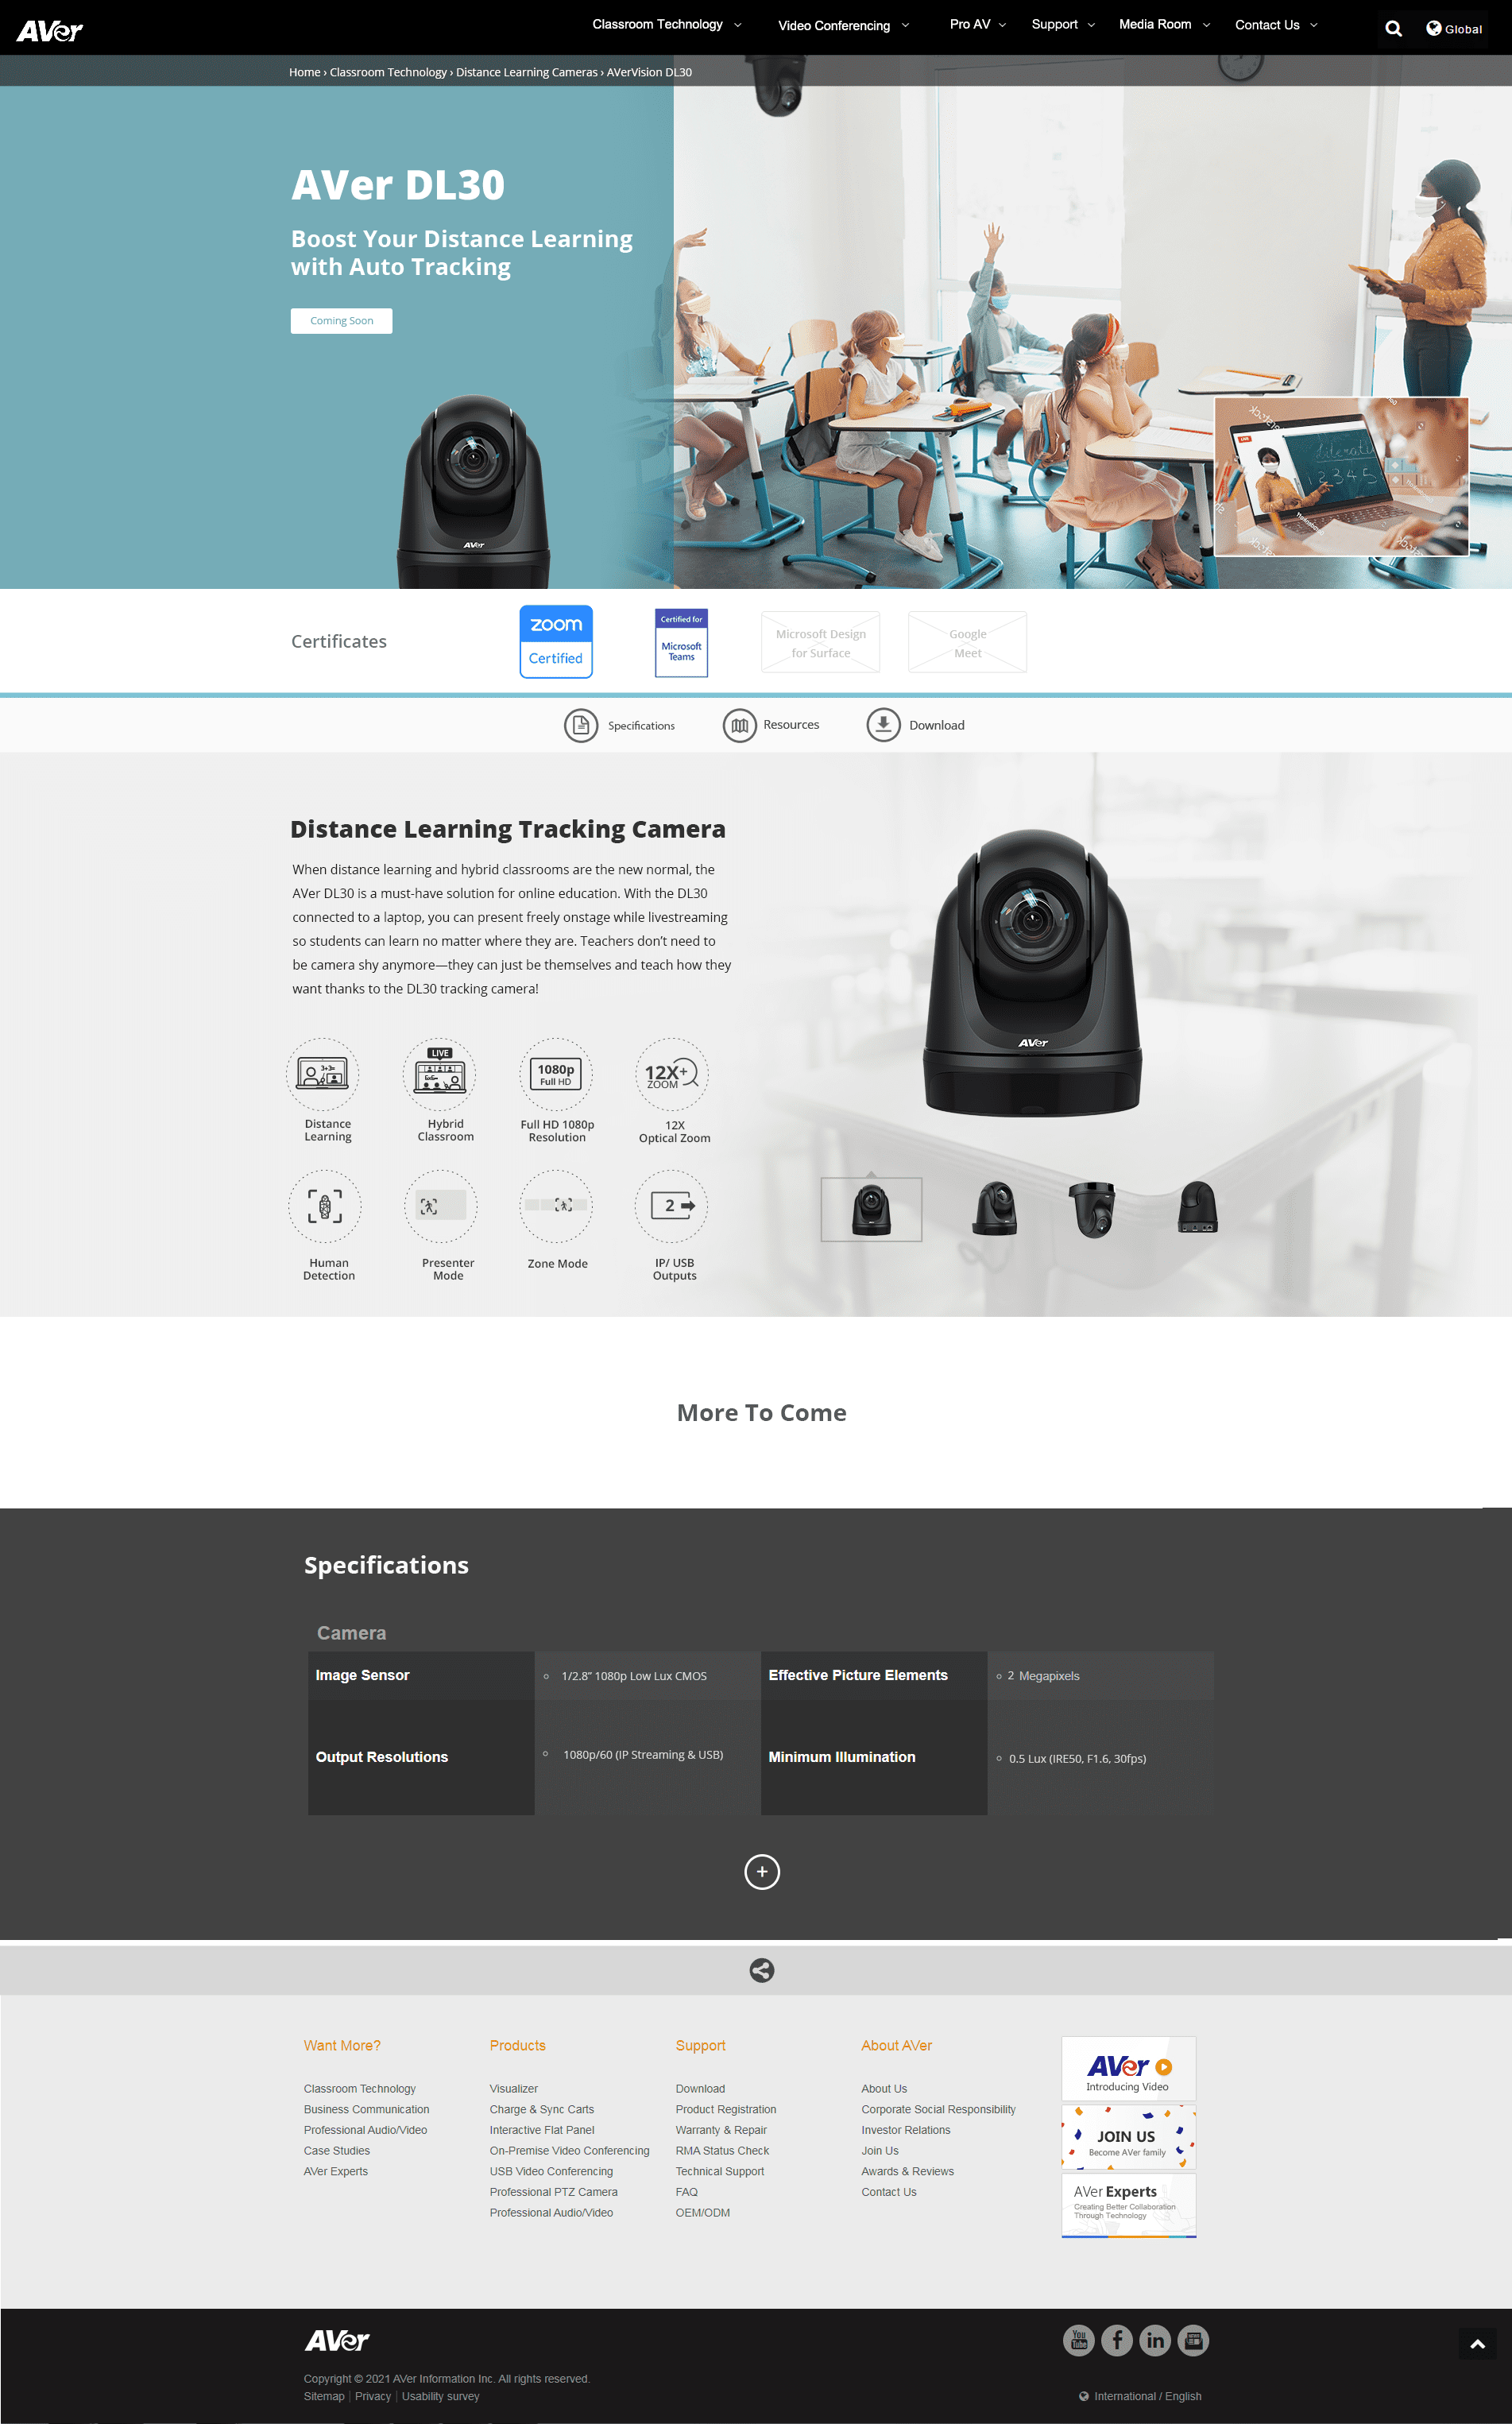 AVer
Classroom Technology
Video Conferencing
Pro AV
Support
Media Room
Contact Us
Global
Home › Classroom Technology › Distance Learning Cameras › AVerVision DL30
AVer DL30
Boost Your Distance Learning
with Auto Tracking
Coming Soon
LIVE
1 2 3 4 5
AVer
Certificates
zoom
Certified
Certified for
Microsoft
Teams
Microsoft Design
for Surface
Google
Meet
Specifications
Resources
Download
Distance Learning Tracking Camera
When distance learning and hybrid classrooms are the new normal, the
AVer DL30 is a must-have solution for online education. With the DL30
connected to a laptop, you can present freely onstage while livestreaming
so students can learn no matter where they are. Teachers don’t need to
be camera shy anymore—they can just be themselves and teach how they
want thanks to the DL30 tracking camera!
AVer
3+3=
LIVE
1080p
Full HD
12X+
ZOOM
Distance
Learning
Hybrid
Classroom
Full HD 1080p
Resolution
12X
Optical Zoom
2
Human
Detection
Presenter
Mode
Zone Mode
IP/ USB
Outputs
More To Come
Specifications
Camera
Image Sensor
1/2.8” 1080p Low Lux CMOS
Effective Picture Elements
2 Megapixels
Output Resolutions
1080p/60 (IP Streaming & USB)
Minimum Illumination
0.5 Lux (IRE50, F1.6, 30fps)
Want More?
Classroom Technology
Business Communication
Professional Audio/Video
Case Studies
AVer Experts
Products
Visualizer
Charge & Sync Carts
Interactive Flat Panel
On-Premise Video Conferencing
USB Video Conferencing
Professional PTZ Camera
Professional Audio/Video
Support
Download
Product Registration
Warranty & Repair
RMA Status Check
Technical Support
FAQ
OEM/ODM
About AVer
About Us
Corporate Social Responsibility
Investor Relations
Join Us
Awards & Reviews
Contact Us
AVer
Introducing Video
JOIN US
Become AVer family
AVer Experts
Creating Better Collaboration
Through Technology
AVer
You
Tube
f
in
Copyright © 2021 AVer Information Inc. All rights reserved.
Sitemap | Privacy | Usability survey
International / English